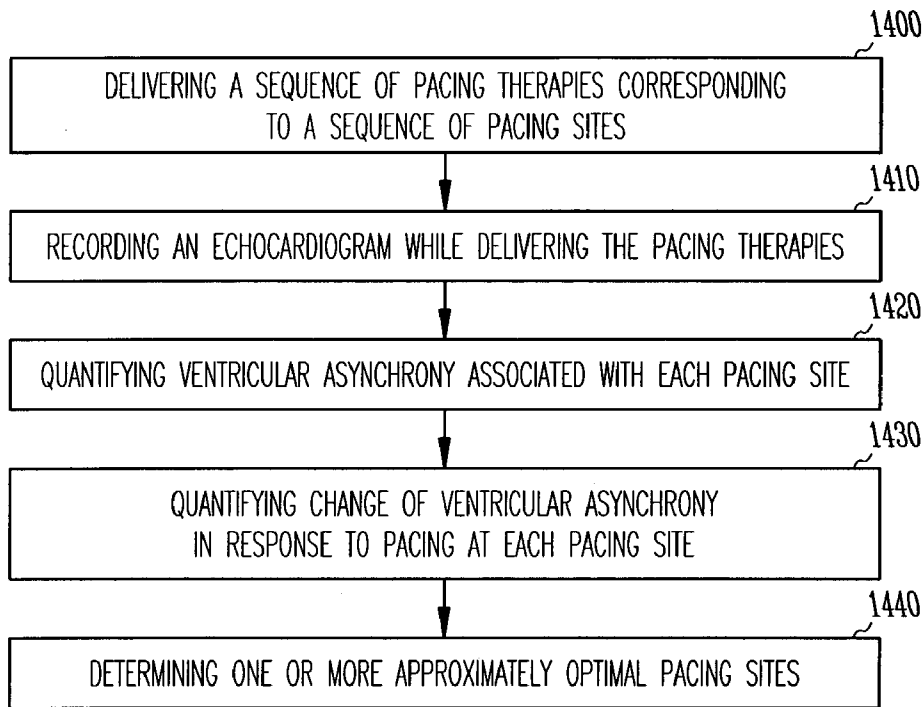 1400
DELIVERING A SEQUENCE OF PACING THERAPIES CORRESPONDING
TO A SEQUENCE OF PACING SITES
1410
RECORDING AN ECHOCARDIOGRAM WHILE DELIVERING THE PACING THERAPIES
1420
QUANTIFYING VENTRICULAR ASYNCHRONY ASSOCIATED WITH EACH PACING SITE
1430
QUANTIFYING CHANGE OF VENTRICULAR ASYNCHRONY
IN RESPONSE TO PACING AT EACH PACING SITE
1440
DETERMINING ONE OR MORE APPROXIMATELY OPTIMAL PACING SITES